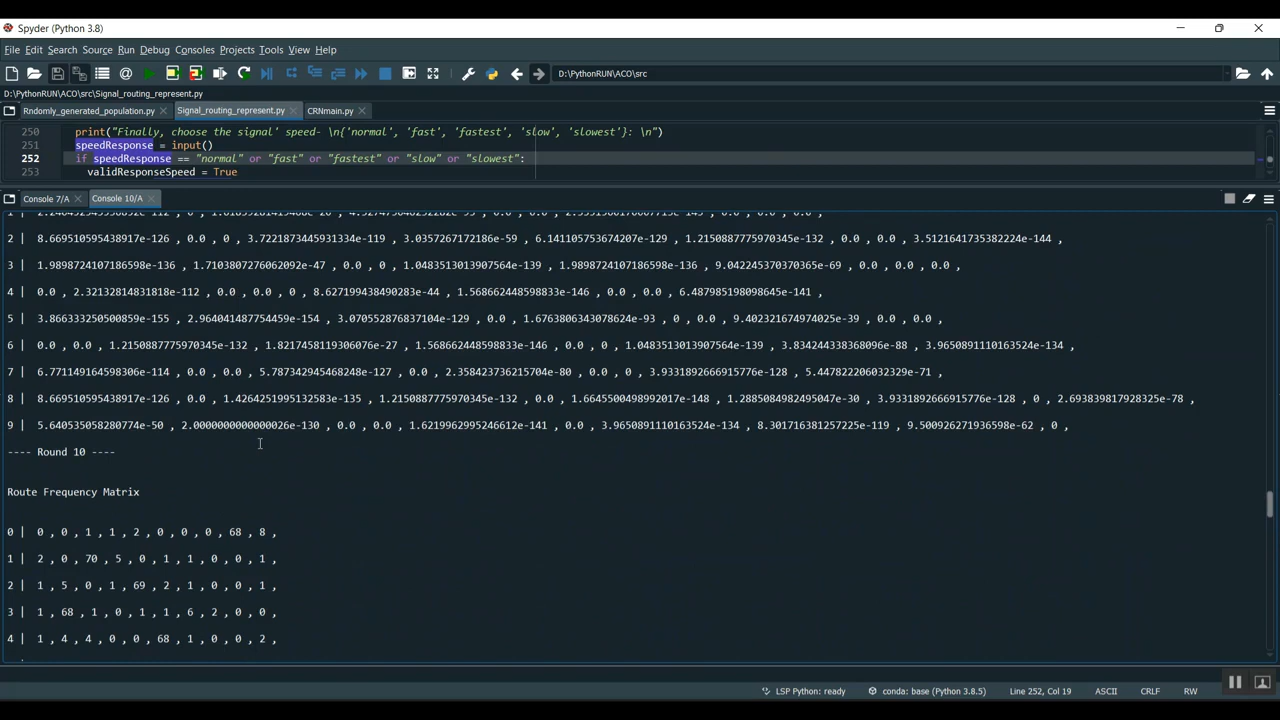 Spyder (Python 3.8)
File Edit Search Source Run Debug Consoles Projects Tools View Help
D:\PythonRUN\ACO\src
D:\PythonRUN\ACO\src\Signal_routing_represent.py
Rndomly_generated_population.py Signal_routing_represent.py CRNmain.py
250 print("Finally, choose the signal' speed- \n{'normal', 'fast', 'fastest', 'slow', 'slowest'}: \n")
251 speedResponse = input()
252 if speedResponse == "normal" or "fast" or "fastest" or "slow" or "slowest":
253 validResponseSpeed = True
Console 7/A Console 10/A
2 | 8.669510595438917e-126 , 0.0 , 0 , 3.7221873445931334e-119 , 3.0357267172186e-59 , 6.141105753674207e-129 , 1.2150887775970345e-132 , 0.0 , 0.0 , 3.5121641735382224e-144 ,
3 | 1.9898724107186598e-136 , 1.7103807276062092e-47 , 0.0 , 0 , 1.0483513013907564e-139 , 1.9898724107186598e-136 , 9.042245370370365e-69 , 0.0 , 0.0 , 0.0 ,
4 | 0.0 , 2.32132814831818e-112 , 0.0 , 0.0 , 0 , 8.627199438490283e-44 , 1.568662448598833e-146 , 0.0 , 0.0 , 6.487985198098645e-141 ,
5 | 3.866333250500859e-155 , 2.964041487754459e-154 , 3.070552876837104e-129 , 0.0 , 1.6763806343078624e-93 , 0 , 0.0 , 9.402321674974025e-39 , 0.0 , 0.0 ,
6 | 0.0 , 0.0 , 1.2150887775970345e-132 , 1.8217458119306076e-27 , 1.568662448598833e-146 , 0.0 , 0 , 1.0483513013907564e-139 , 3.834244338368096e-88 , 3.9650891110163524e-134 ,
7 | 6.771149164598306e-114 , 0.0 , 0.0 , 5.787342945468248e-127 , 0.0 , 2.358423736215704e-80 , 0.0 , 0 , 3.9331892666915776e-128 , 5.447822206032329e-71 ,
8 | 8.669510595438917e-126 , 0.0 , 1.4264251995132583e-135 , 1.2150887775970345e-132 , 0.0 , 1.6645500498992017e-148 , 1.2885084982495047e-30 , 3.9331892666915776e-128 , 0 , 2.693839817928325e-78 ,
9 | 5.640535058280774e-50 , 2.0000000000000026e-130 , 0.0 , 0.0 , 1.6219962995246612e-141 , 0.0 , 3.9650891110163524e-134 , 8.301716381257225e-119 , 9.500926271936598e-62 , 0 ,
---- Round 10 ----
Route Frequency Matrix
0 | 0 , 0 , 1 , 1 , 2 , 0 , 0 , 0 , 68 , 8 ,
1 | 2 , 0 , 70 , 5 , 0 , 1 , 1 , 0 , 0 , 1 ,
2 | 1 , 5 , 0 , 1 , 69 , 2 , 1 , 0 , 0 , 1 ,
3 | 1 , 68 , 1 , 0 , 1 , 1 , 6 , 2 , 0 , 0 ,
4 | 1 , 4 , 4 , 0 , 0 , 68 , 1 , 0 , 0 , 2 ,
LSP Python: ready conda: base (Python 3.8.5) Line 252, Col 19 ASCII CRLF RW